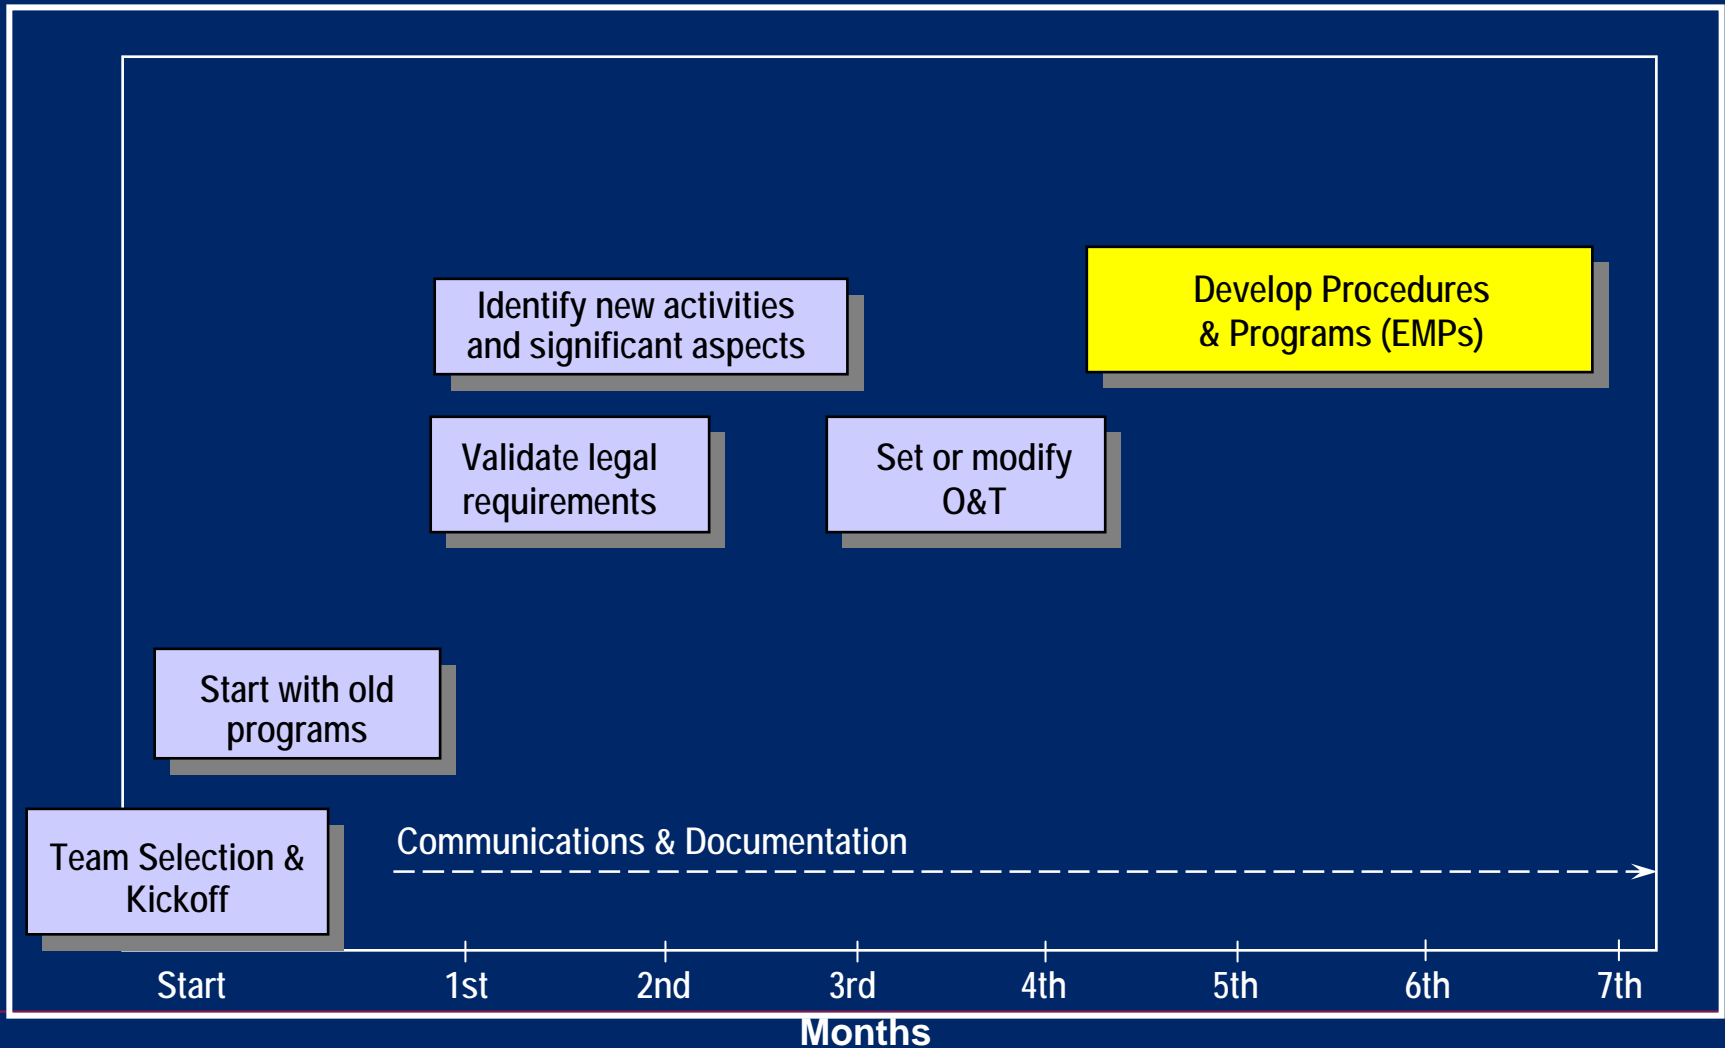 Develop Procedures
& Programs (EMPs)
Identify new activities
and significant aspects
Validate legal
requirements
Set or modify
O&T
Start with old
programs
Team Selection &
Kickoff
Communications & Documentation
Start 1st 2nd 3rd 4th 5th 6th 7th
Months